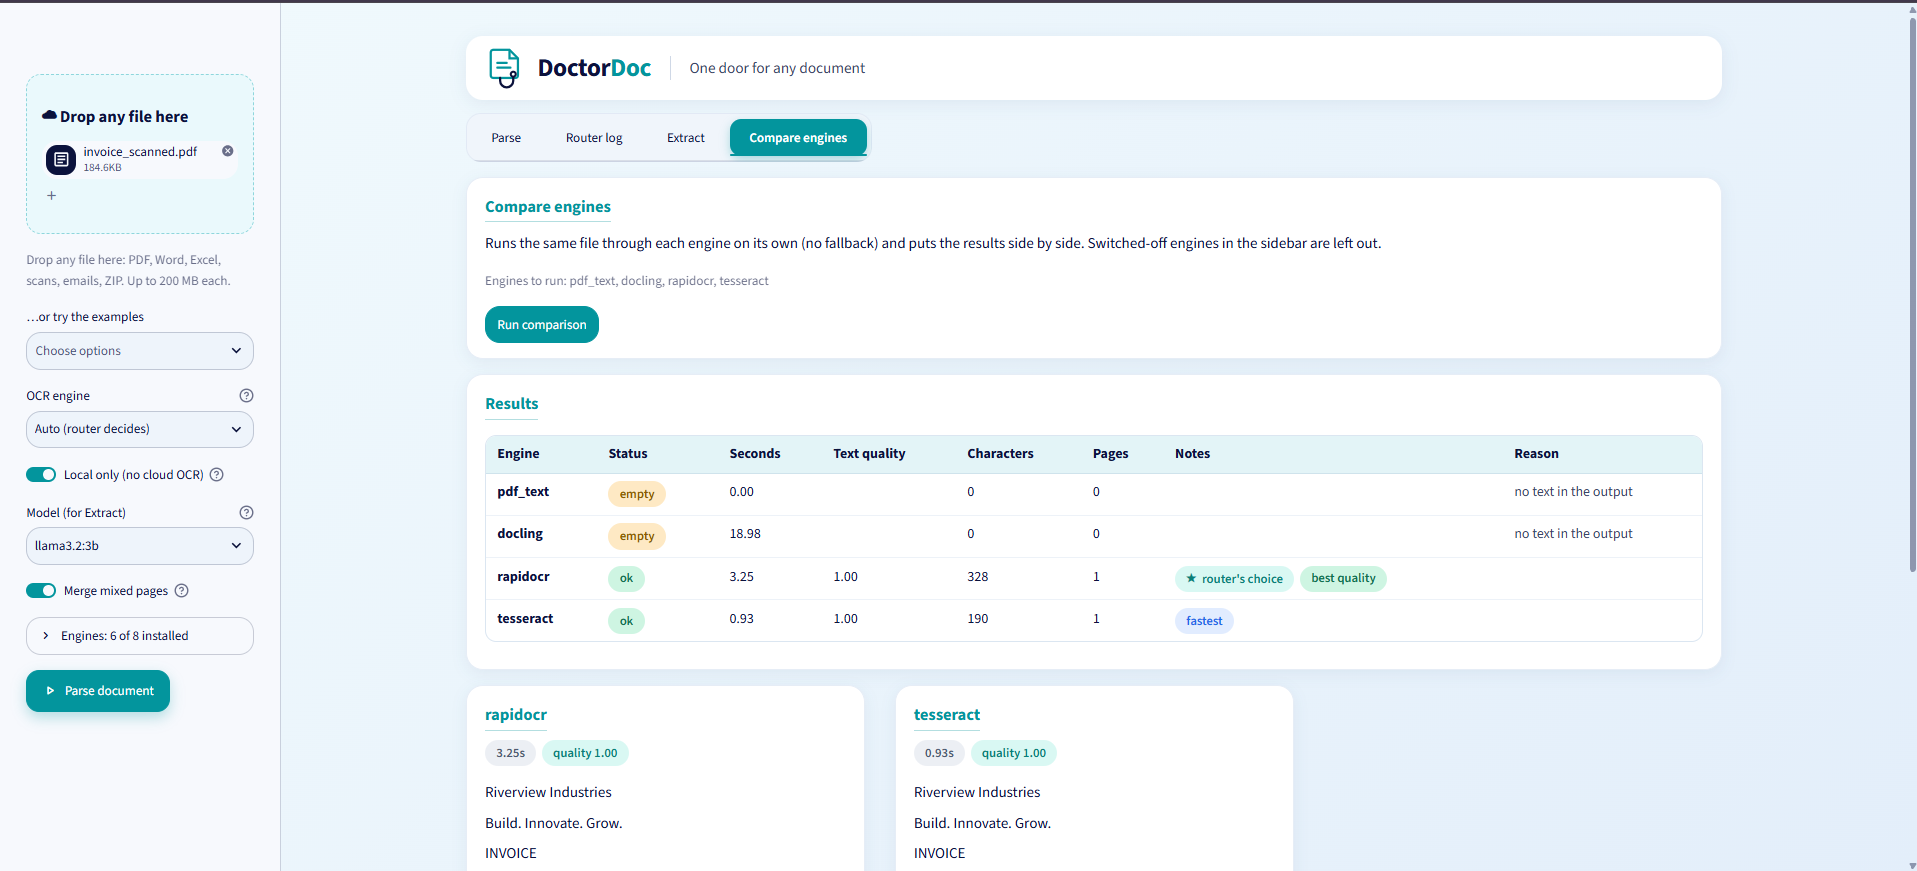 Drop any file here
invoice_scanned.pdf
184.6KB
+
Drop any file here: PDF, Word, Excel,
scans, emails, ZIP. Up to 200 MB each.
...or try the examples
Choose options
OCR engine
Auto (router decides)
Local only (no cloud OCR)
Model (for Extract)
llama3.2:3b
Merge mixed pages
Engines: 6 of 8 installed
Parse document
DoctorDoc One door for any document
Parse Router log Extract Compare engines
Compare engines
Runs the same file through each engine on its own (no fallback) and puts the results side by side. Switched-off engines in the sidebar are left out.
Engines to run: pdf_text, docling, rapidocr, tesseract
Run comparison
Results
Engine Status Seconds Text quality Characters Pages Notes Reason
pdf_text empty 0.00 0 0 no text in the output
docling empty 18.98 0 0 no text in the output
rapidocr ok 3.25 1.00 328 1 ★ router's choice best quality
tesseract ok 0.93 1.00 190 1 fastest
rapidocr
3.25s quality 1.00
Riverview Industries
Build. Innovate. Grow.
INVOICE
tesseract
0.93s quality 1.00
Riverview Industries
Build. Innovate. Grow.
INVOICE